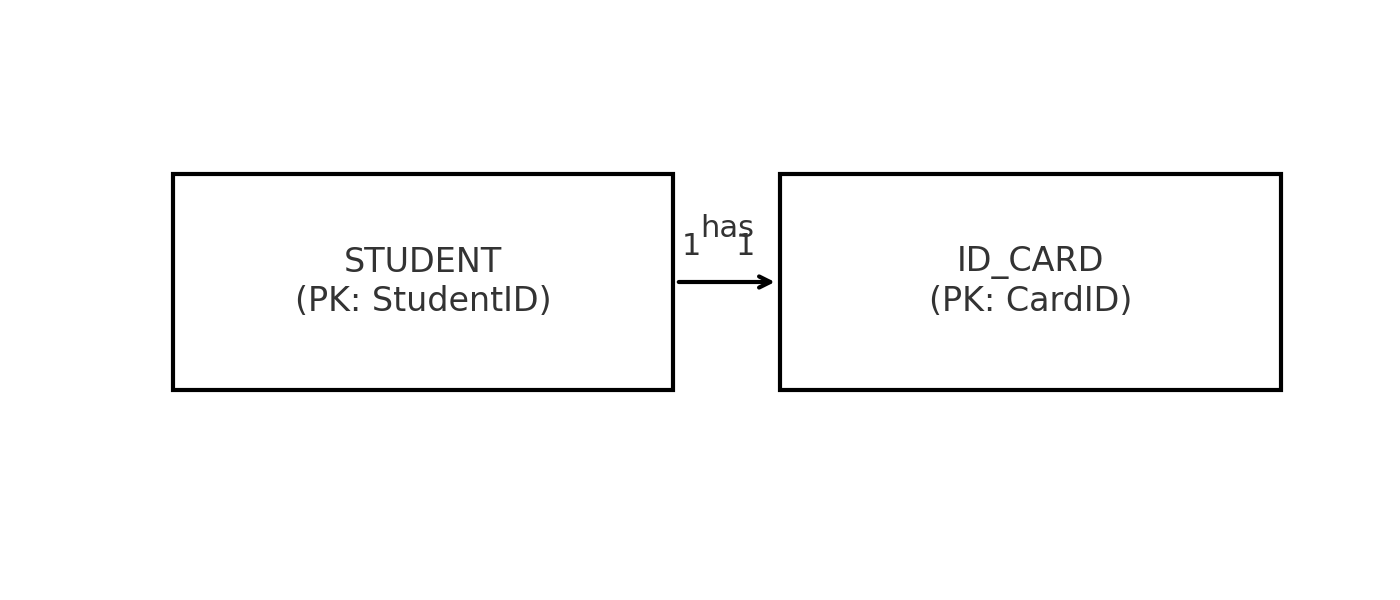 STUDENT
(PK: StudentID)
has
1 1
ID_CARD
(PK: CardID)